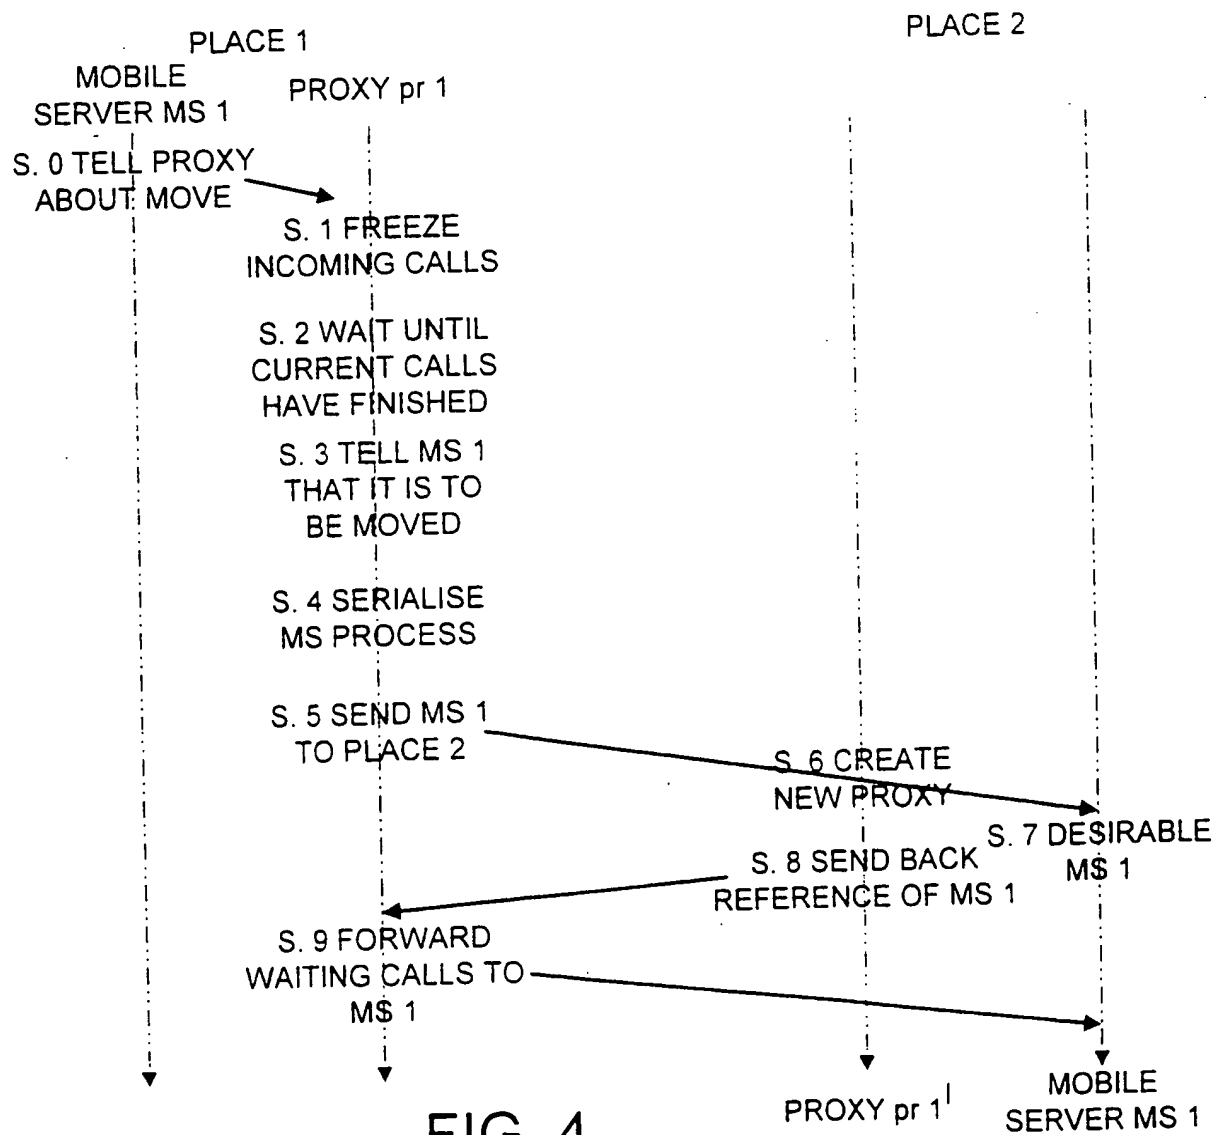 PLACE 1
PLACE 2
MOBILE
SERVER MS 1
PROXY pr 1
S. 0 TELL PROXY
ABOUT MOVE
S. 1 FREEZE
INCOMING CALLS
S. 2 WAIT UNTIL
CURRENT CALLS
HAVE FINISHED
S. 3 TELL MS 1
THAT IT IS TO
BE MOVED
S. 4 SERIALISE
MS PROCESS
S. 5 SEND MS 1
TO PLACE 2
S. 6 CREATE
NEW PROXY
S. 7 DESIRABLE
MS 1
S. 8 SEND BACK
REFERENCE OF MS 1
S. 9 FORWARD
WAITING CALLS TO
MS 1
PROXY pr 1'
MOBILE
SERVER MS 1
FIG. 4